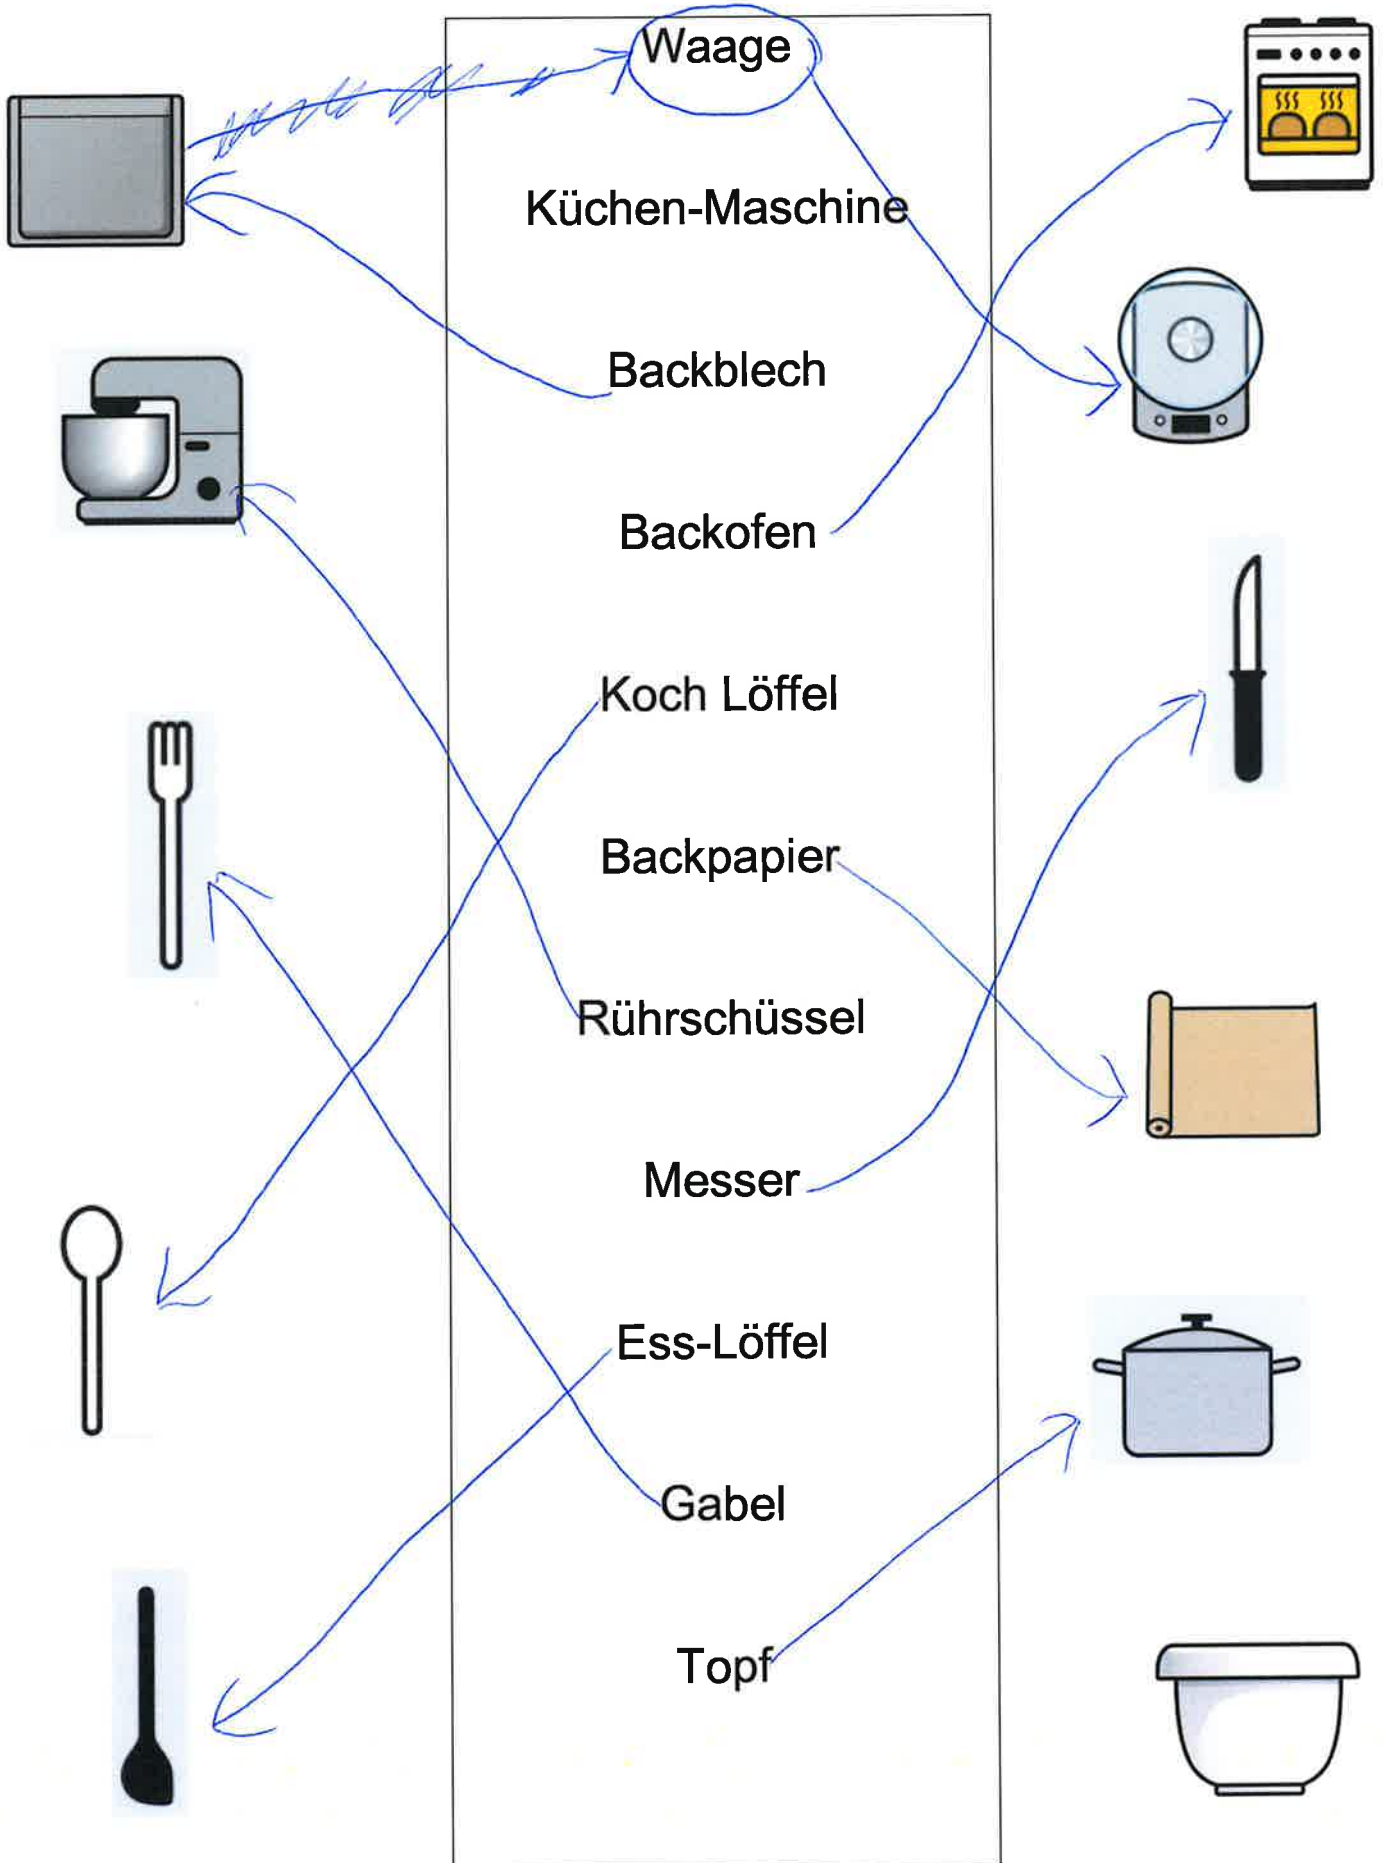 Waage
Küchen-Maschine
Backblech
Backofen
Koch Löffel
Backpapier
Rührschüssel
Messer
Ess-Löffel
Gabel
Topf